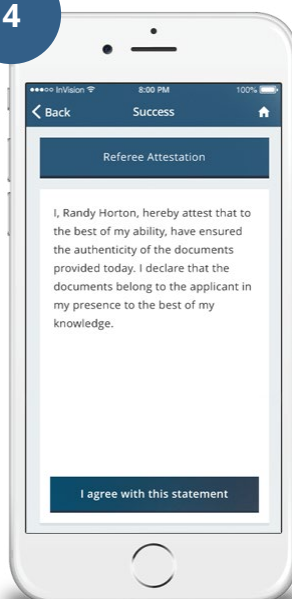 4
●●●○○ InVision 8:00 PM 100%
Back Success
Referee Attestation
I, Randy Horton, hereby attest that to
the best of my ability, have ensured
the authenticity of the documents
provided today. I declare that the
documents belong to the applicant in
my presence to the best of my
knowledge.
I agree with this statement